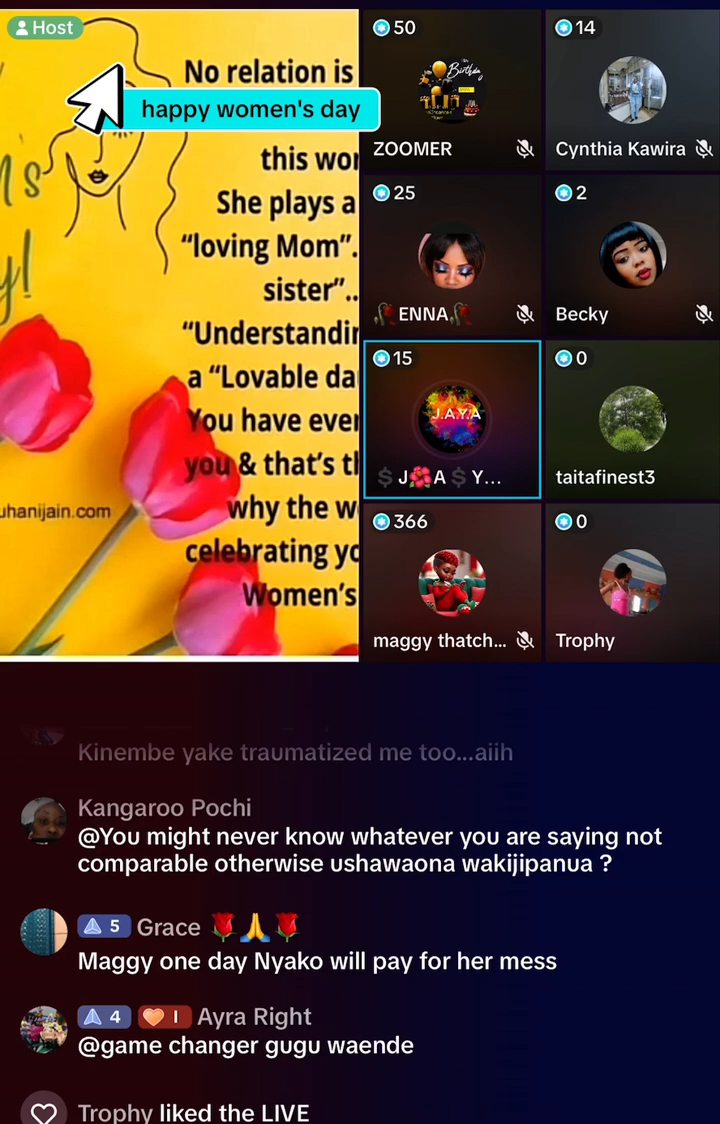 Host
No relation is
happy women's day
this wor
n's
She plays a
"loving Mom".
y!
sister"..
"Understandin
a "Lovable da
You have ever
you & that's th
uhanijain.com
why the w
celebrating yo
Women's
50
Birthday
ZOOMER
14
Cynthia Kawira
25
🥀ENNA🥀
2
Becky
15
J.A.Y.A
$ J🌺A $ Y...
0
taitafinest3
366
maggy thatch...
0
Trophy
Kinembe yake traumatized me too...aiih
Kangaroo Pochi
@You might never know whatever you are saying not
comparable otherwise ushawaona wakijipanua ?
5 Grace 🌹🙏🌹
Maggy one day Nyako will pay for her mess
4 I Ayra Right
@game changer gugu waende
Trophy liked the LIVE